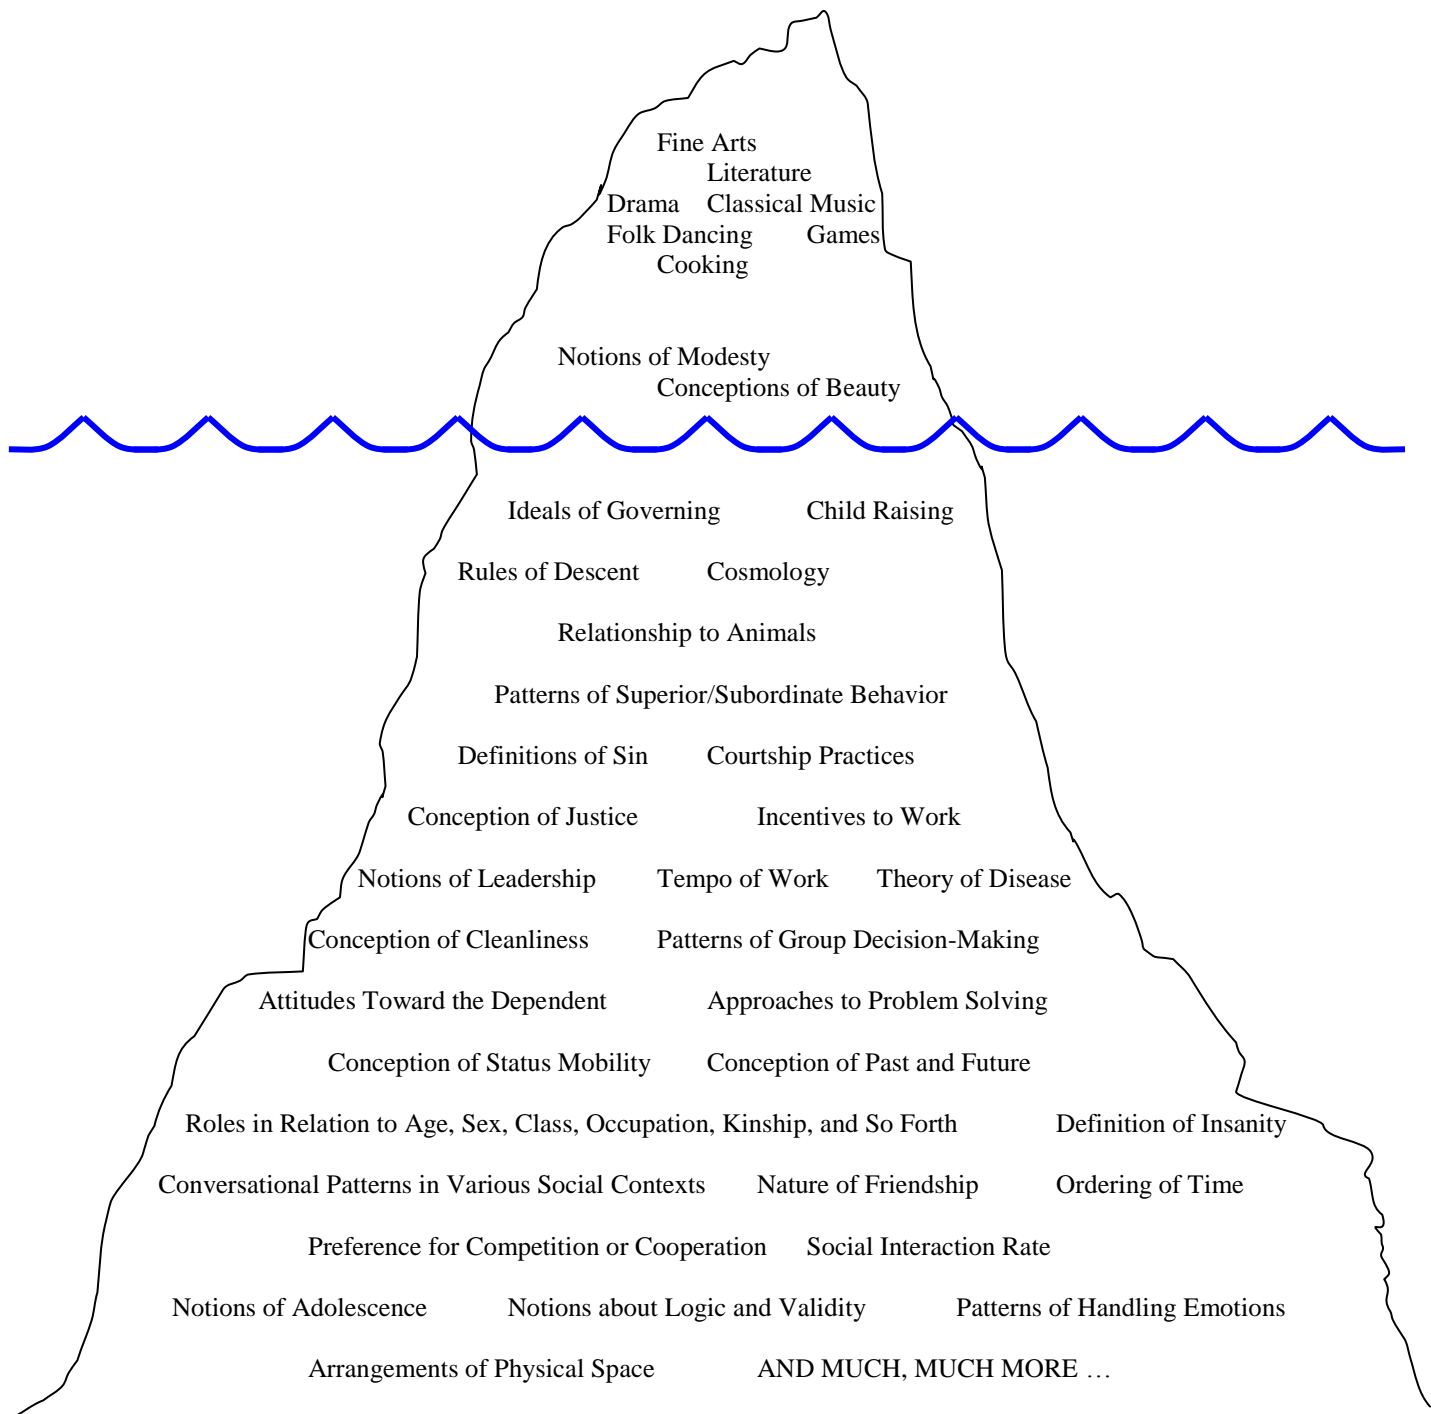 Fine Arts
Literature
Drama Classical Music
Folk Dancing Games
Cooking
Notions of Modesty
Conceptions of Beauty
Ideals of Governing Child Raising
Rules of Descent Cosmology
Relationship to Animals
Patterns of Superior/Subordinate Behavior
Definitions of Sin Courtship Practices
Conception of Justice Incentives to Work
Notions of Leadership Tempo of Work Theory of Disease
Conception of Cleanliness Patterns of Group Decision-Making
Attitudes Toward the Dependent Approaches to Problem Solving
Conception of Status Mobility Conception of Past and Future
Roles in Relation to Age, Sex, Class, Occupation, Kinship, and So Forth Definition of Insanity
Conversational Patterns in Various Social Contexts Nature of Friendship Ordering of Time
Preference for Competition or Cooperation Social Interaction Rate
Notions of Adolescence Notions about Logic and Validity Patterns of Handling Emotions
Arrangements of Physical Space AND MUCH, MUCH MORE …